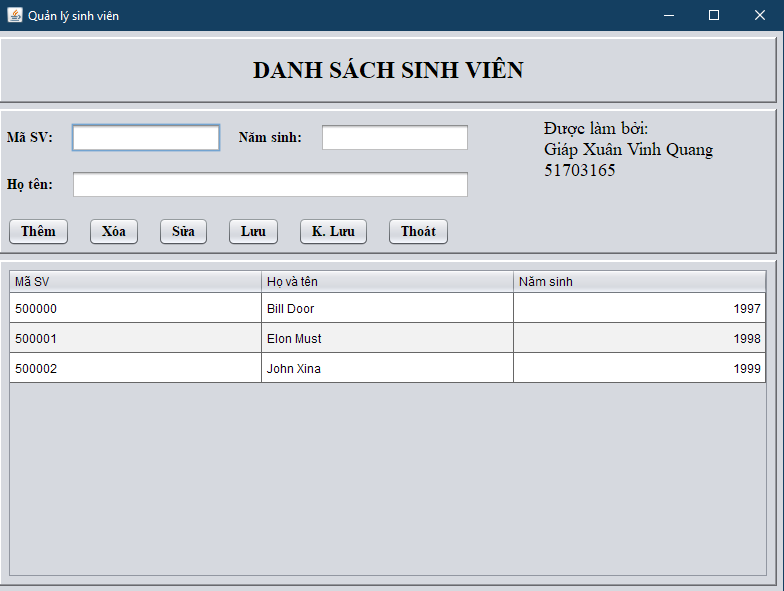 Quản lý sinh viên
DANH SÁCH SINH VIÊN
Mã SV: Năm sinh:
Họ tên:
Được làm bởi:
Giáp Xuân Vinh Quang
51703165
Thêm Xóa Sửa Lưu K. Lưu Thoát
Mã SV Họ và tên Năm sinh
500000 Bill Door 1997
500001 Elon Must 1998
500002 John Xina 1999